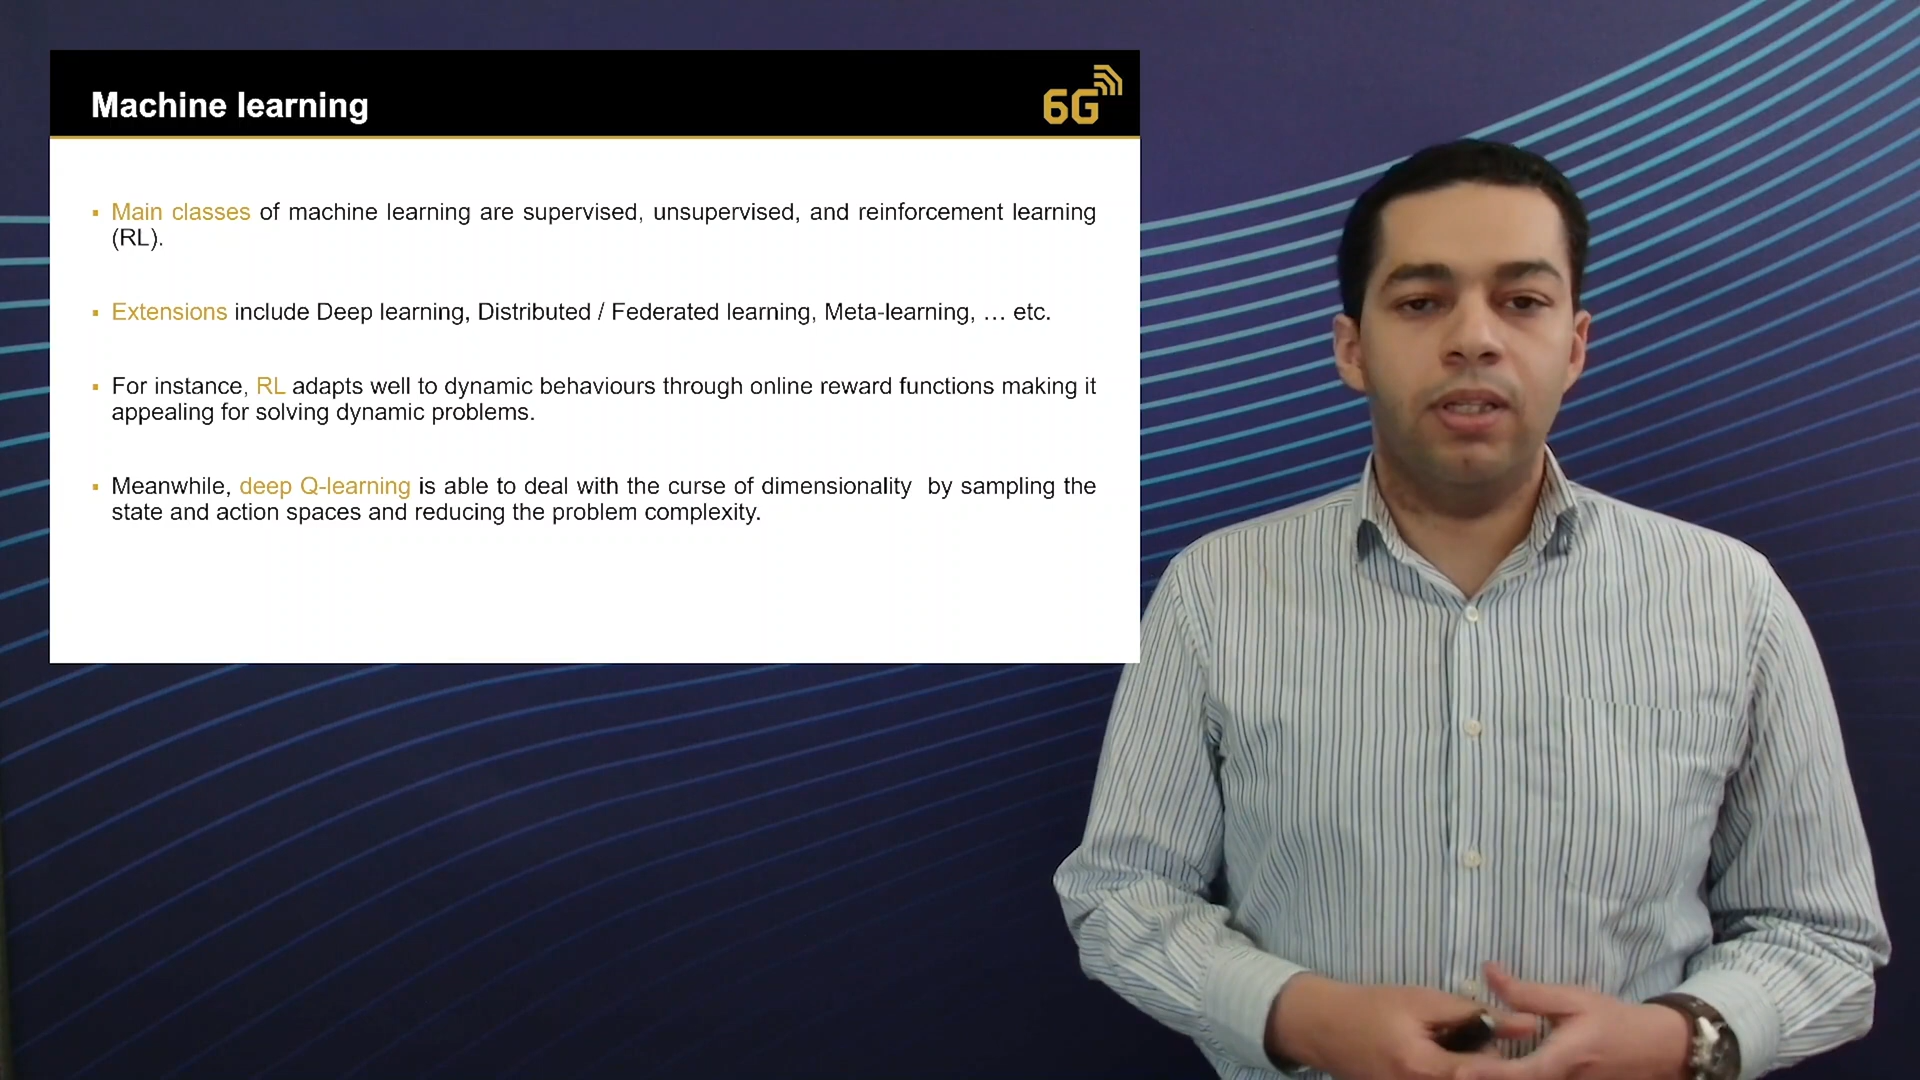 Machine learning
6G
▪ Main classes of machine learning are supervised, unsupervised, and reinforcement learning
(RL).
▪ Extensions include Deep learning, Distributed / Federated learning, Meta-learning, … etc.
▪ For instance, RL adapts well to dynamic behaviours through online reward functions making it
appealing for solving dynamic problems.
▪ Meanwhile, deep Q-learning is able to deal with the curse of dimensionality  by sampling the
state and action spaces and reducing the problem complexity.